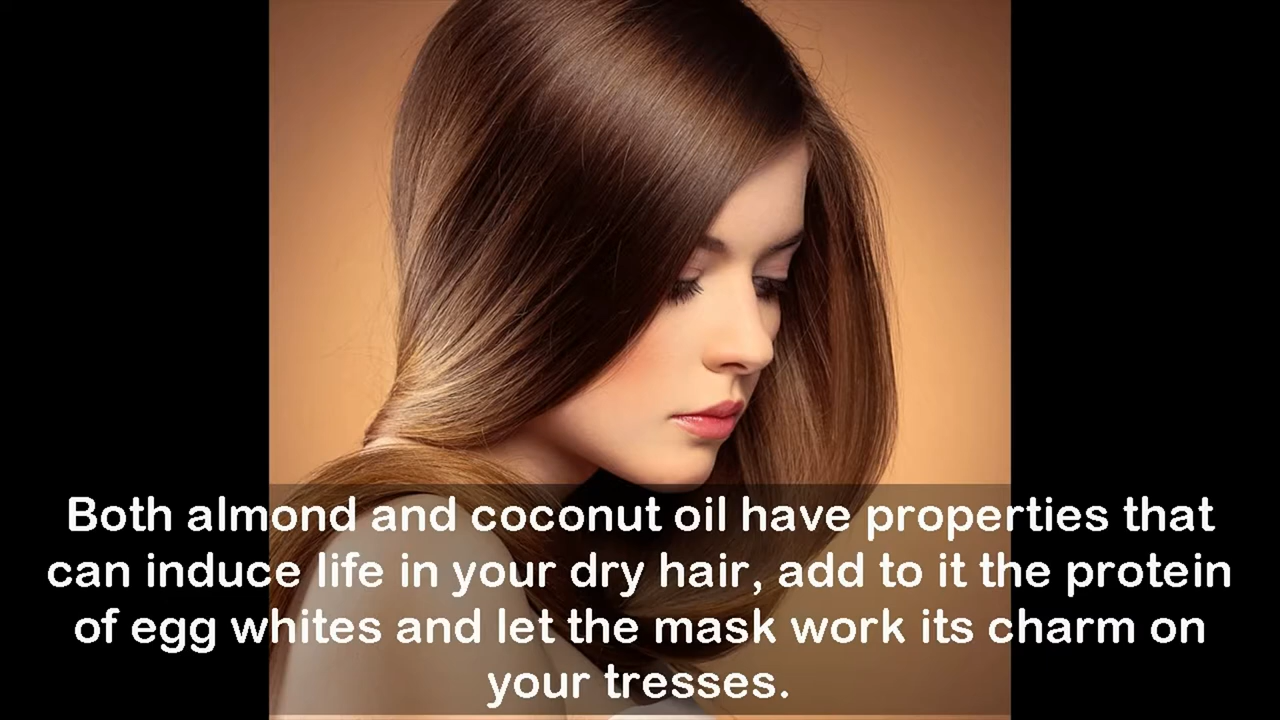 Both almond and coconut oil have properties that
can induce life in your dry hair, add to it the protein
of egg whites and let the mask work its charm on
your tresses.